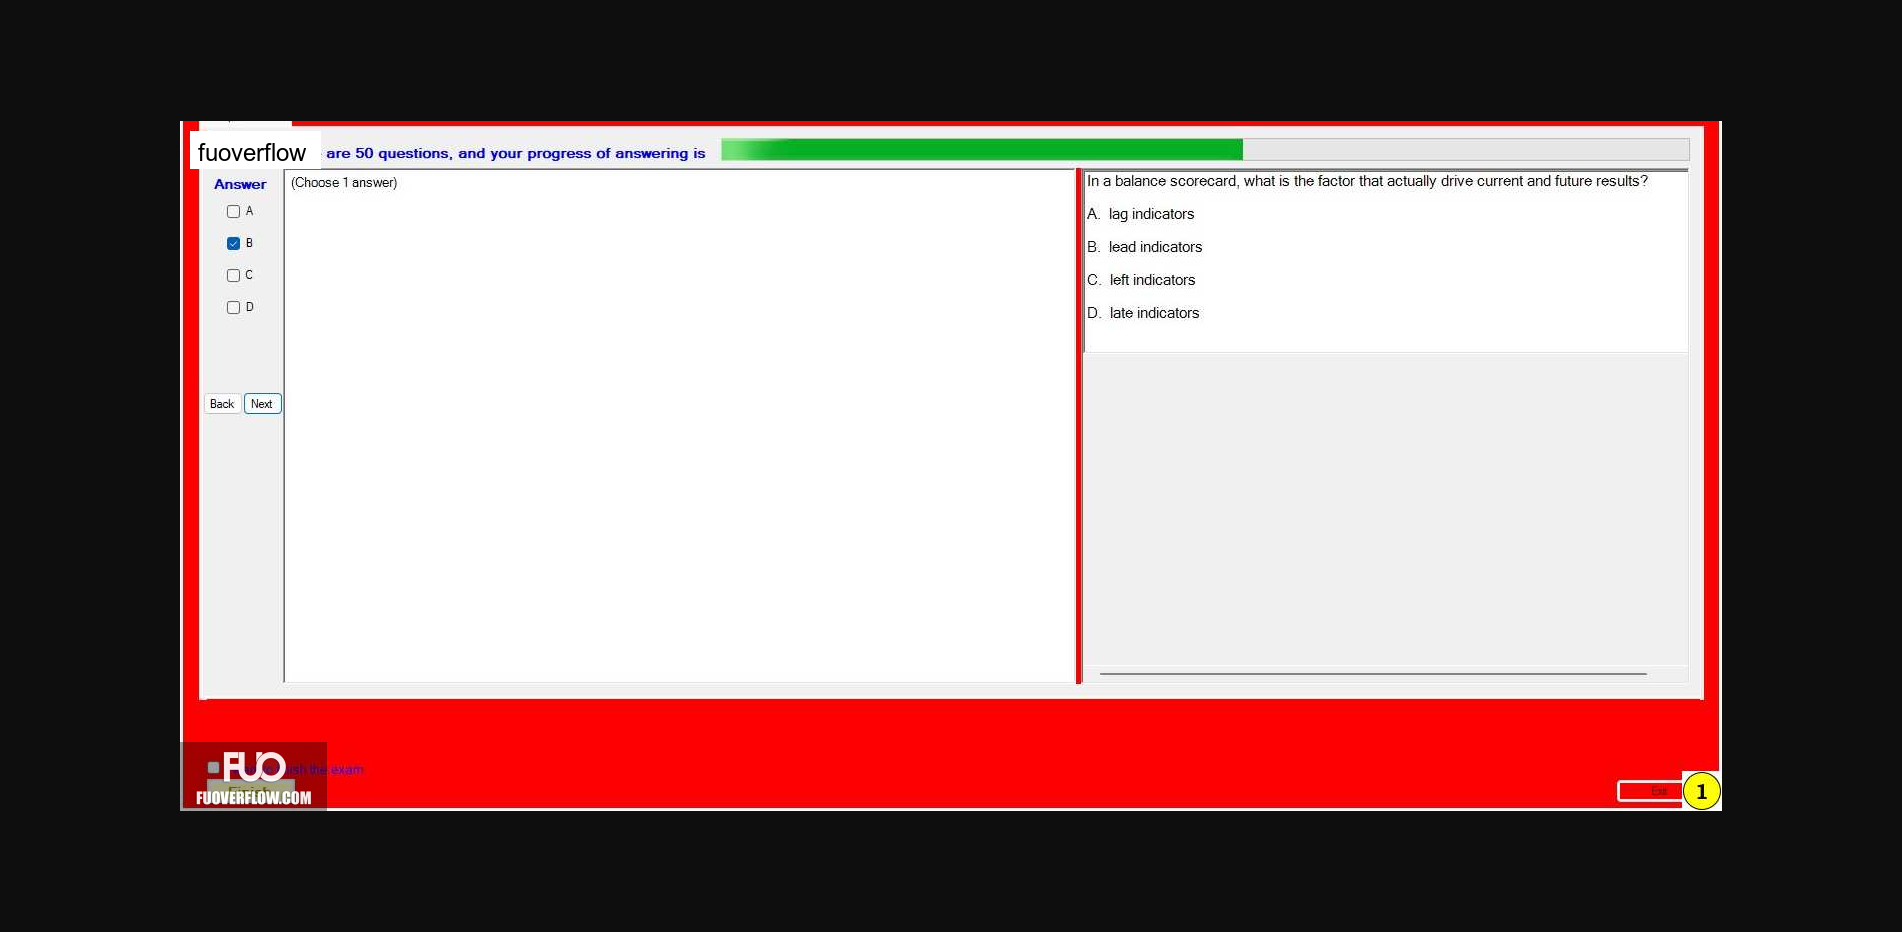 fuoverflow are 50 questions, and your progress of answering is
Answer
(Choose 1 answer)
A
B
C
D
Back Next
In a balance scorecard, what is the factor that actually drive current and future results?
A. lag indicators
B. lead indicators
C. left indicators
D. late indicators
FUO
the exam
Finish
FUOVERFLOW.COM
Exit
1